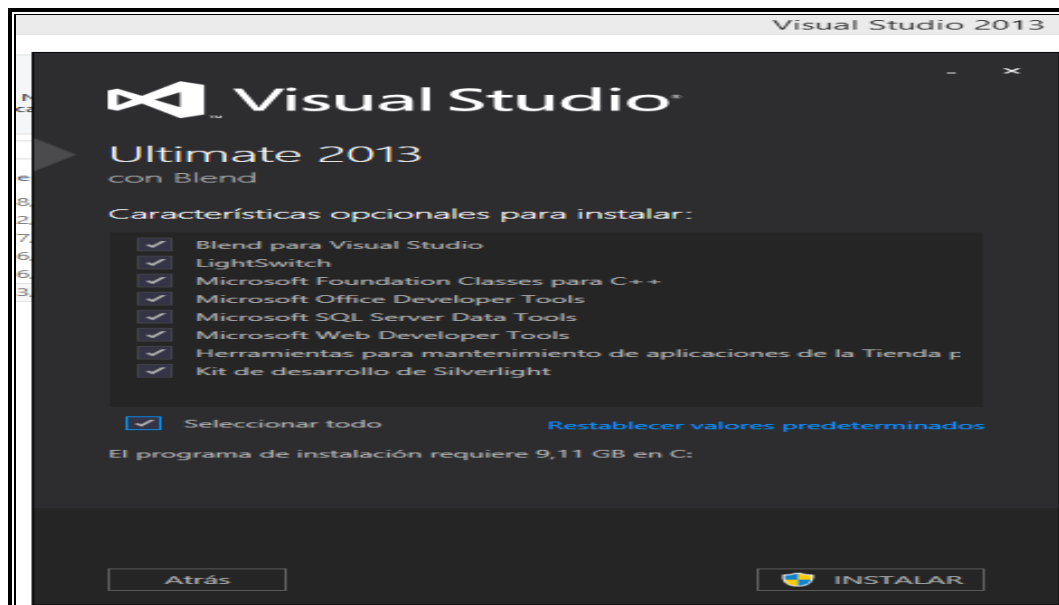 Visual Studio 2013
Visual Studio
Ultimate 2013
con Blend
Características opcionales para instalar:
Blend para Visual Studio
LightSwitch
Microsoft Foundation Classes para C++
Microsoft Office Developer Tools
Microsoft SQL Server Data Tools
Microsoft Web Developer Tools
Herramientas para mantenimiento de aplicaciones de la Tienda p
Kit de desarrollo de Silverlight
Seleccionar todo
Restablecer valores predeterminados
El programa de instalación requiere 9,11 GB en C:
Atrás
INSTALAR